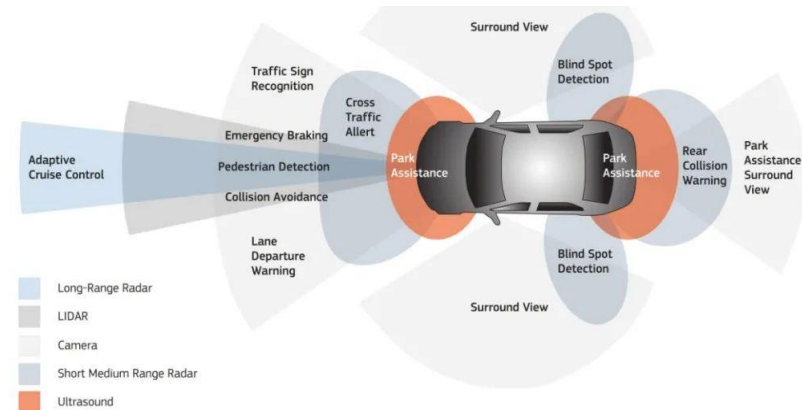 Surround View
Traffic Sign
Recognition
Blind Spot
Detection
Cross
Traffic
Allert
Emergency Braking
Adaptive
Cruise Control
Pedestrian Detection
Park
Assistance
Park
Assistance
Rear
Collision
Warning
Park
Assistance
Surround
View
Collision Avoidance
Lane
Departure
Warning
Blind Spot
Detection
Surround View
Long-Range Radar
LIDAR
Camera
Short Medium Range Radar
Ultrasound